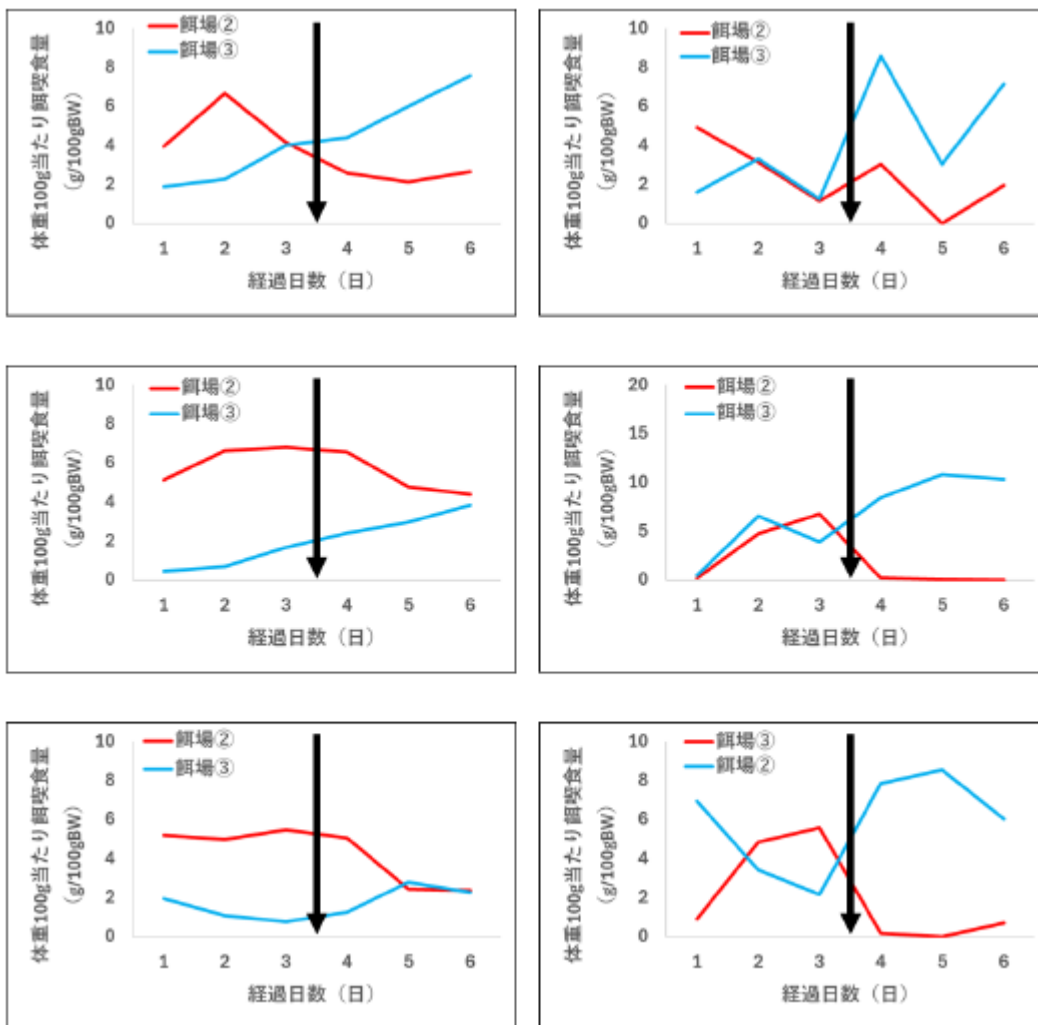 体重100g当たり餌喫食量
（g/100gBW）
10
8
6
4
2
0
餌場②
餌場③
1 2 3 4 5 6
経過日数（日）
体重100g当たり餌喫食量
（g/100gBW）
10
8
6
4
2
0
餌場②
餌場③
1 2 3 4 5 6
経過日数（日）
体重100g当たり餌喫食量
（g/100gBW）
10
8
6
4
2
0
餌場②
餌場③
1 2 3 4 5 6
経過日数（日）
体重100g当たり餌喫食量
（g/100gBW）
20
15
10
5
0
餌場②
餌場③
1 2 3 4 5 6
経過日数（日）
体重100g当たり餌喫食量
（g/100gBW）
10
8
6
4
2
0
餌場②
餌場③
1 2 3 4 5 6
経過日数（日）
体重100g当たり餌喫食量
（g/100gBW）
10
8
6
4
2
0
餌場③
餌場②
1 2 3 4 5 6
経過日数（日）